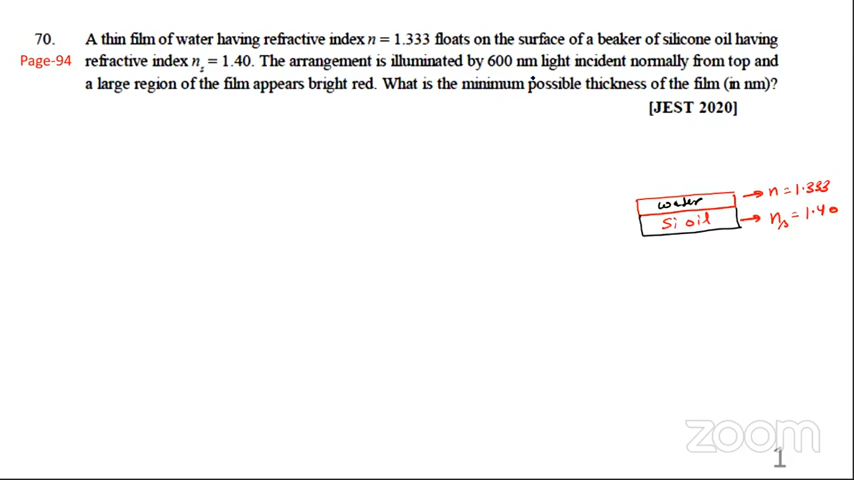 70. A thin film of water having refractive index n = 1.333 floats on the surface of a beaker of silicone oil having
Page-94 refractive index nₛ = 1.40. The arrangement is illuminated by 600 nm light incident normally from top and
a large region of the film appears bright red. What is the minimum possible thickness of the film (in nm)?
[JEST 2020]
water → n = 1.333
Si oil → nₛ = 1.40
zoom
1